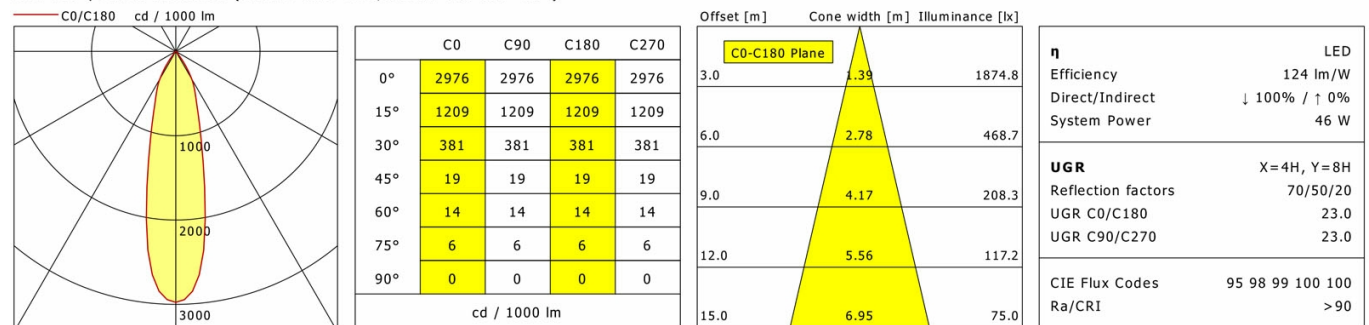 C0/C180 cd / 1000 lm
1000
2000
3000
C0 C90 C180 C270
0° 2976 2976 2976 2976
15° 1209 1209 1209 1209
30° 381 381 381 381
45° 19 19 19 19
60° 14 14 14 14
75° 6 6 6 6
90° 0 0 0 0
cd / 1000 lm
Offset [m] Cone width [m] Illuminance [lx]
C0-C180 Plane
3.0 1.39 1874.8
6.0 2.78 468.7
9.0 4.17 208.3
12.0 5.56 117.2
15.0 6.95 75.0
η LED
Efficiency 124 lm/W
Direct/Indirect ↓ 100% / ↑ 0%
System Power 46 W
UGR X=4H, Y=8H
Reflection factors 70/50/20
UGR C0/C180 23.0
UGR C90/C270 23.0
CIE Flux Codes 95 98 99 100 100
Ra/CRI >90